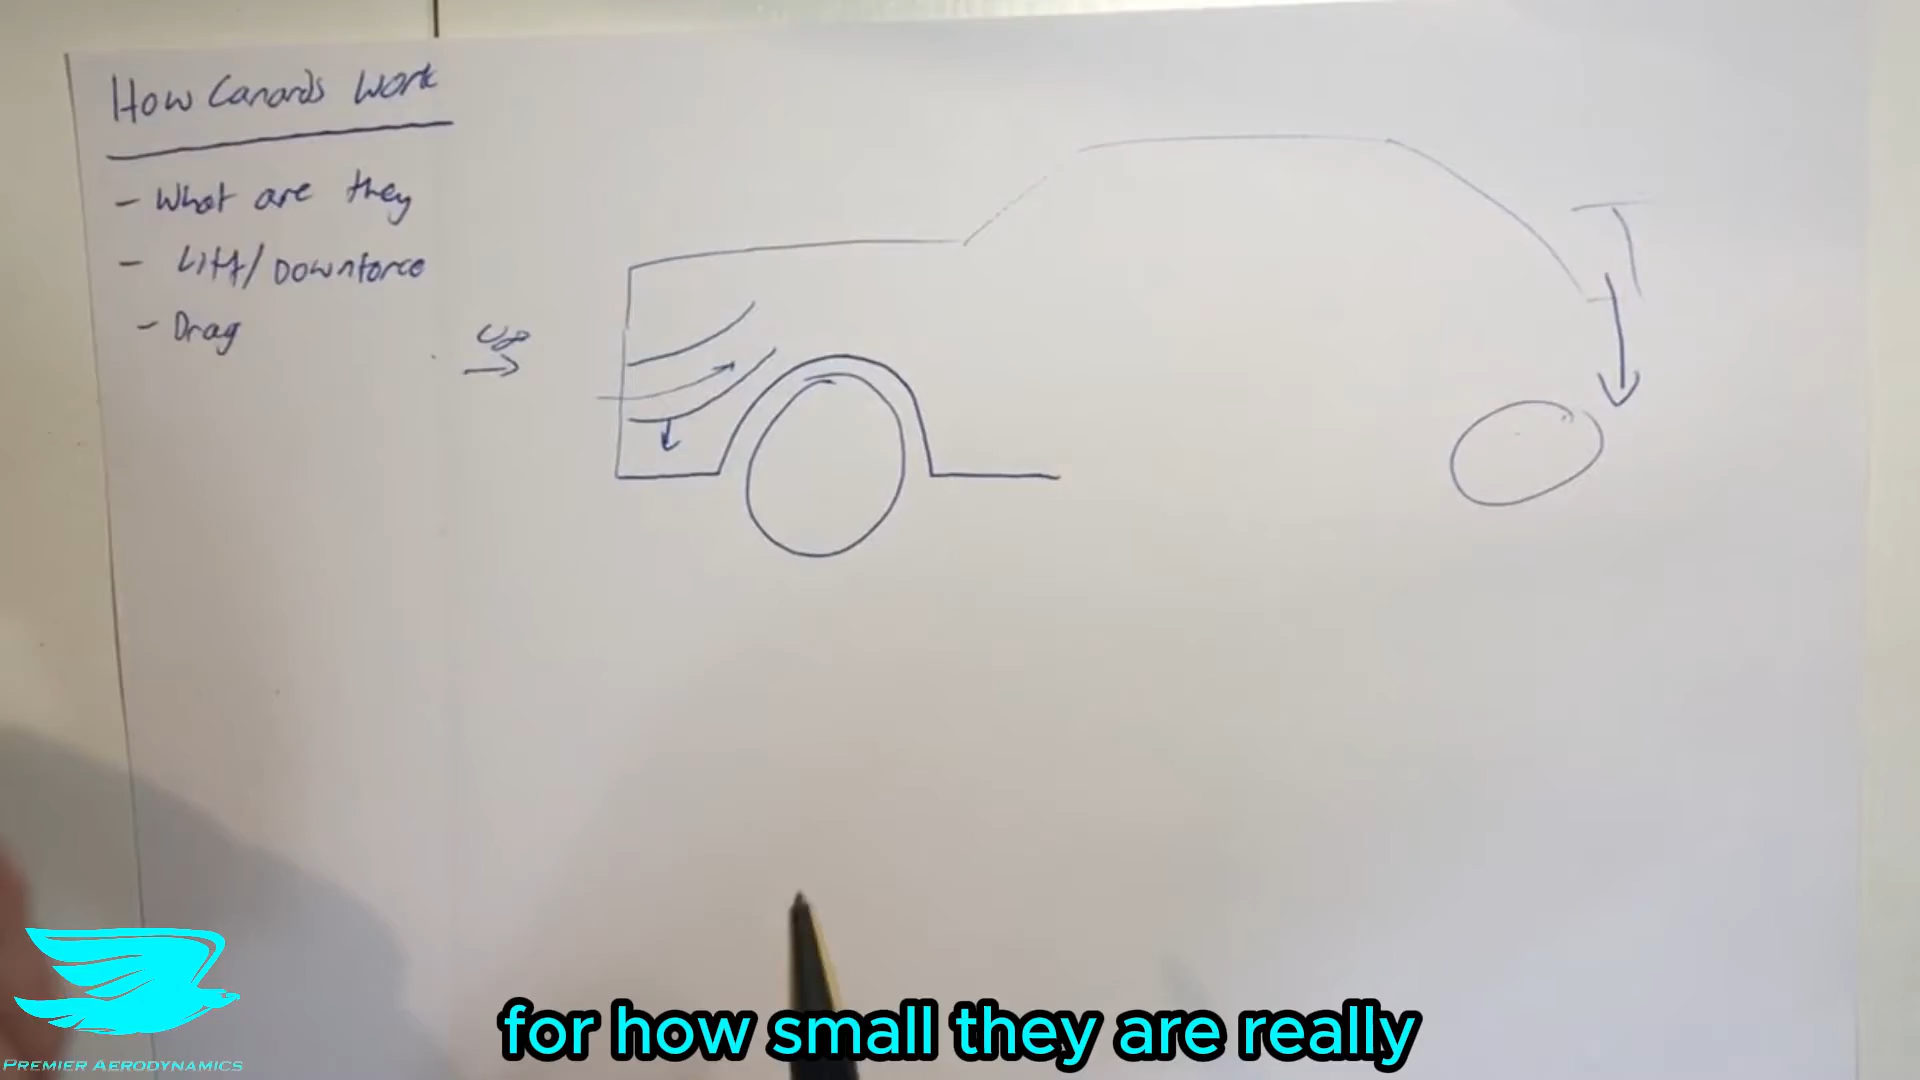 How Canards Work
- What are they
- Lift/Downforce
- Drag
U∞
for how small they are really
PREMIER AERODYNAMICS